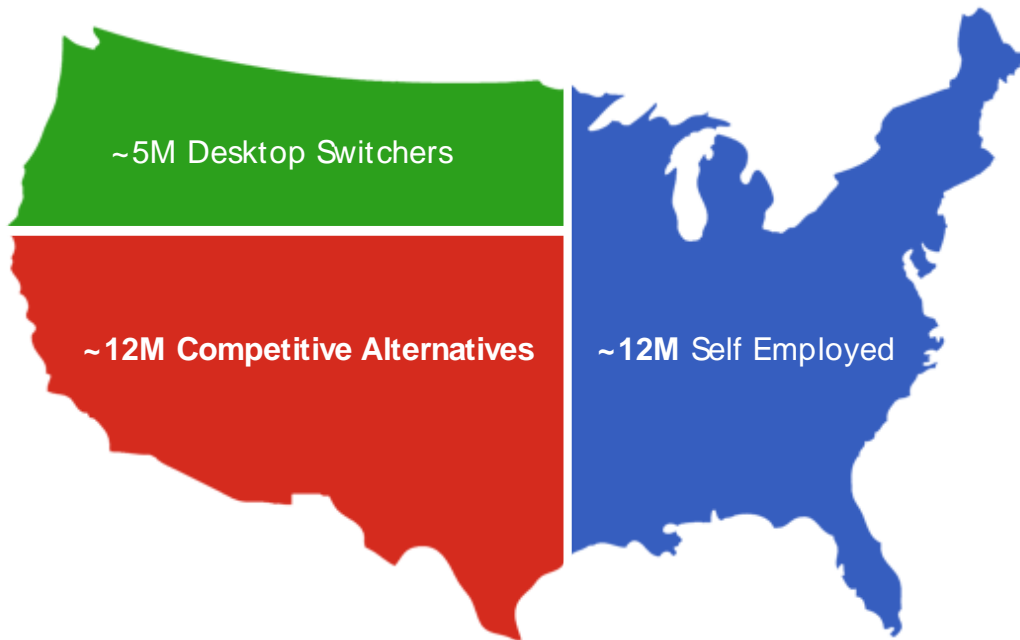 ~5M Desktop Switchers
~12M Competitive Alternatives
~12M Self Employed